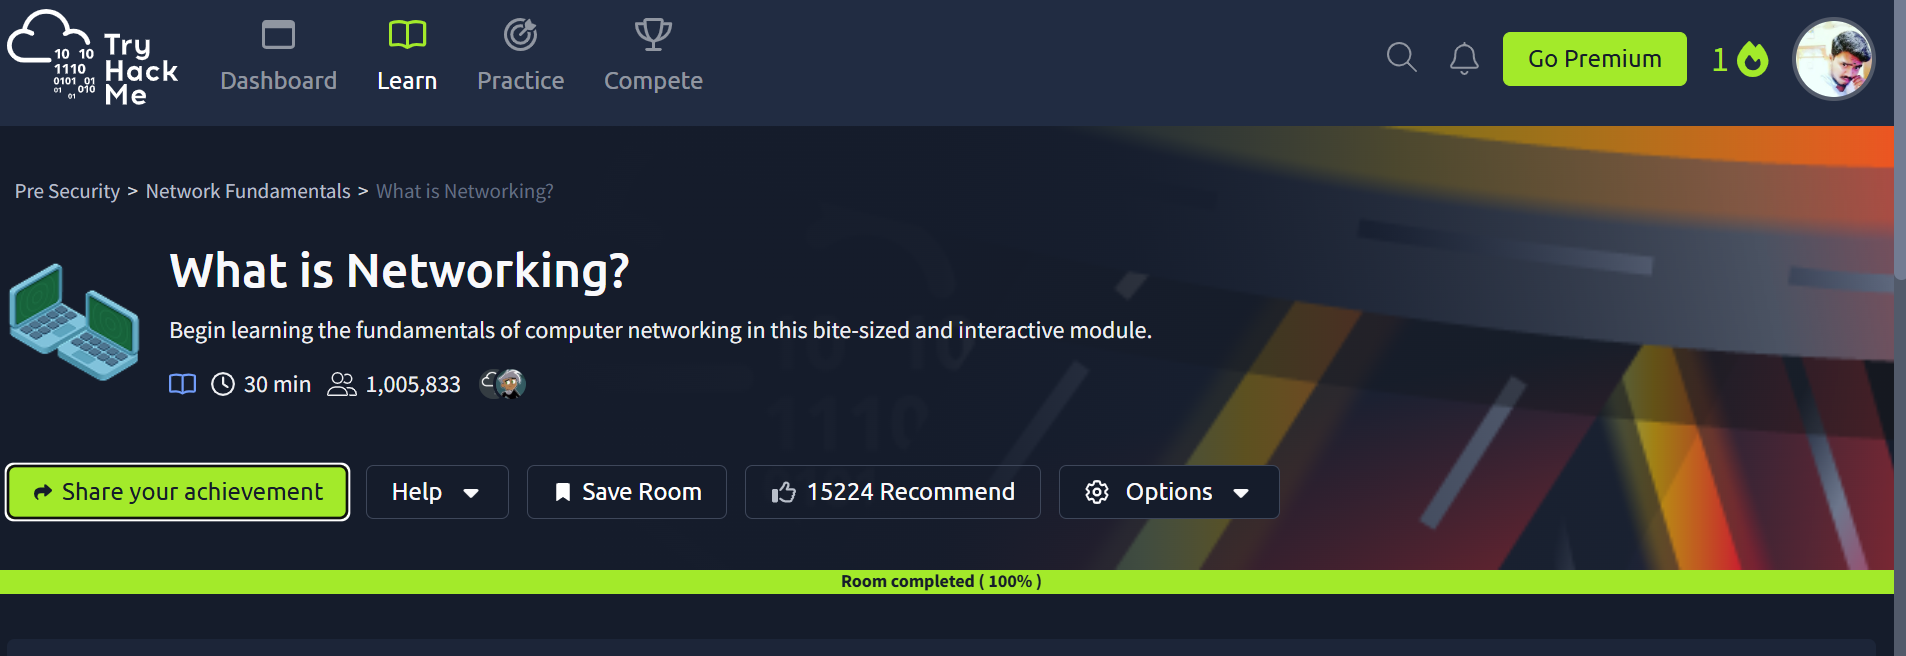 Try
Hack
Me
10 10
1110
0101 01
01 01 010
Dashboard
Learn
Practice
Compete
Go Premium
1
Pre Security > Network Fundamentals > What is Networking?
What is Networking?
Begin learning the fundamentals of computer networking in this bite-sized and interactive module.
30 min 1,005,833
Share your achievement
Help
Save Room
15224 Recommend
Options
Room completed ( 100% )